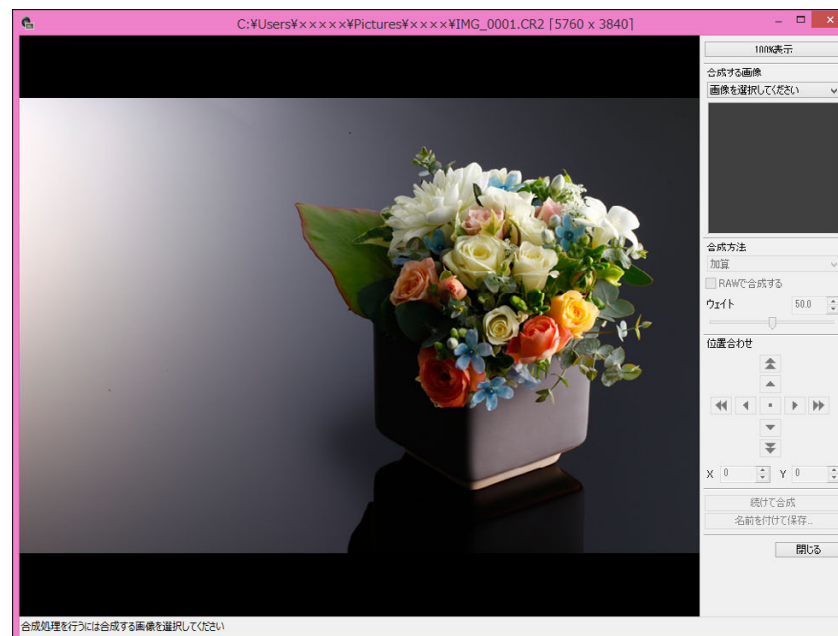 C:¥Users¥×××××¥Pictures¥××××¥IMG_0001.CR2 [5760 x 3840]
100%表示
合成する画像
画像を選択してください
合成方法
加算
RAWで合成する
ウェイト 50.0
位置合わせ
X 0 Y 0
続けて合成
名前を付けて保存...
閉じる
合成処理を行うには合成する画像を選択してください